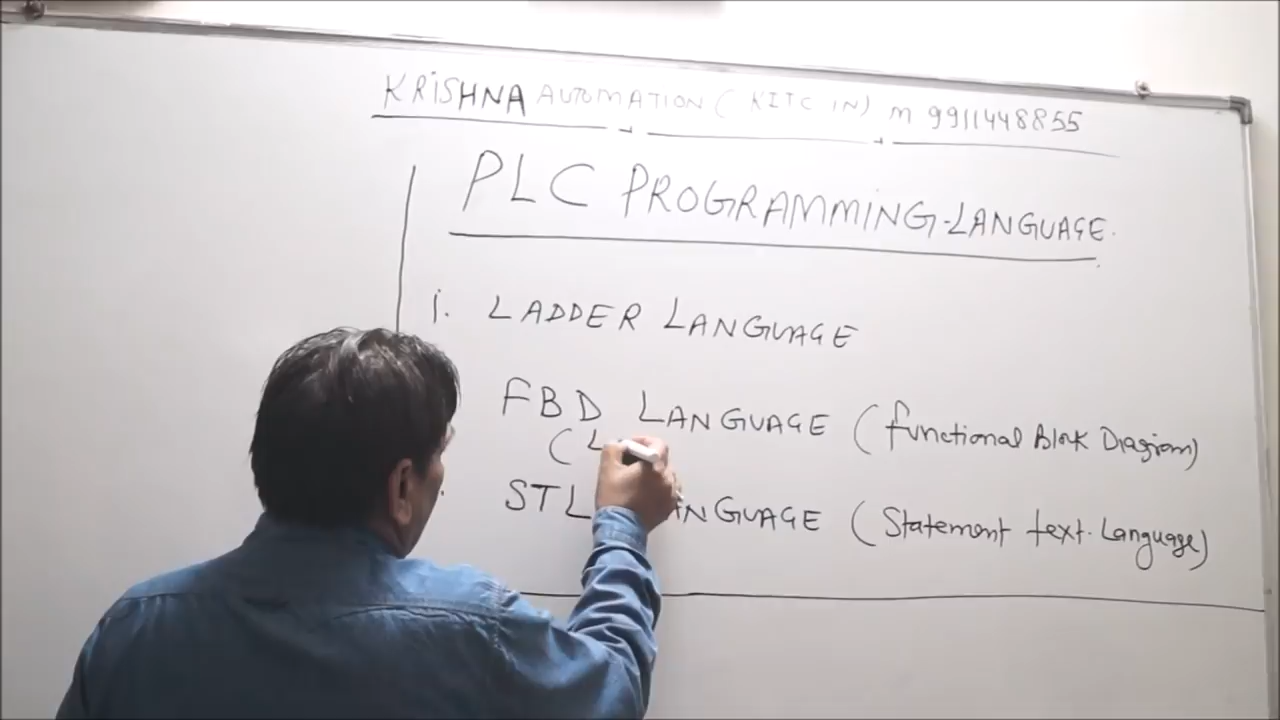 KRiSHNA AUTOMATION ( KITC IN) m 9911448855
PLC PROGRAMMING-LANGUAGE.
i. LADDER LANGUAGE
FBD LANGUAGE (functional Block Diagram)
( L
STL LANGUAGE (Statement text. Language)